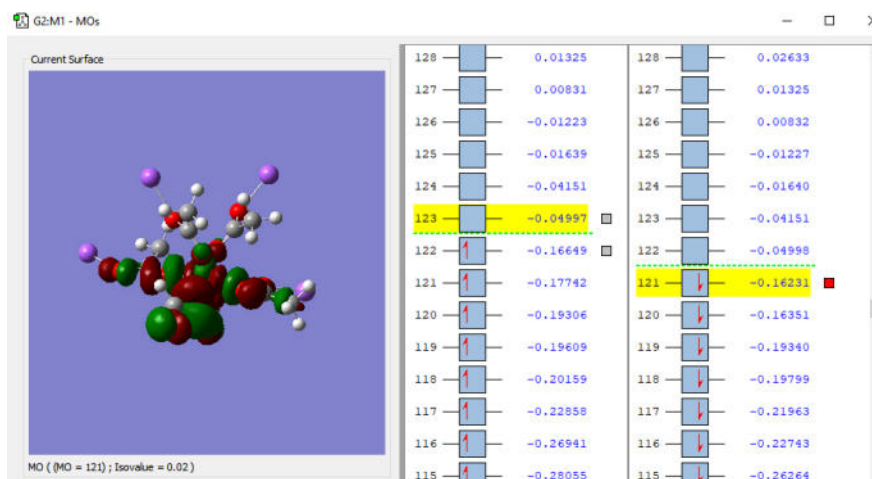 G2:M1 - MOs
Current Surface
128 0.01325 128 0.02633
127 0.00831 127 0.01325
126 -0.01223 126 0.00832
125 -0.01639 125 -0.01227
124 -0.04151 124 -0.01640
123 -0.04997 123 -0.04151
122 -0.16649 122 -0.04998
121 -0.17742 121 -0.16231
120 -0.19306 120 -0.16351
119 -0.19609 119 -0.19340
118 -0.20159 118 -0.19799
117 -0.22858 117 -0.21963
116 -0.26941 116 -0.22743
115 -0.28055 115 -0.26264
MO ( (MO = 121) ; Isovalue = 0.02 )